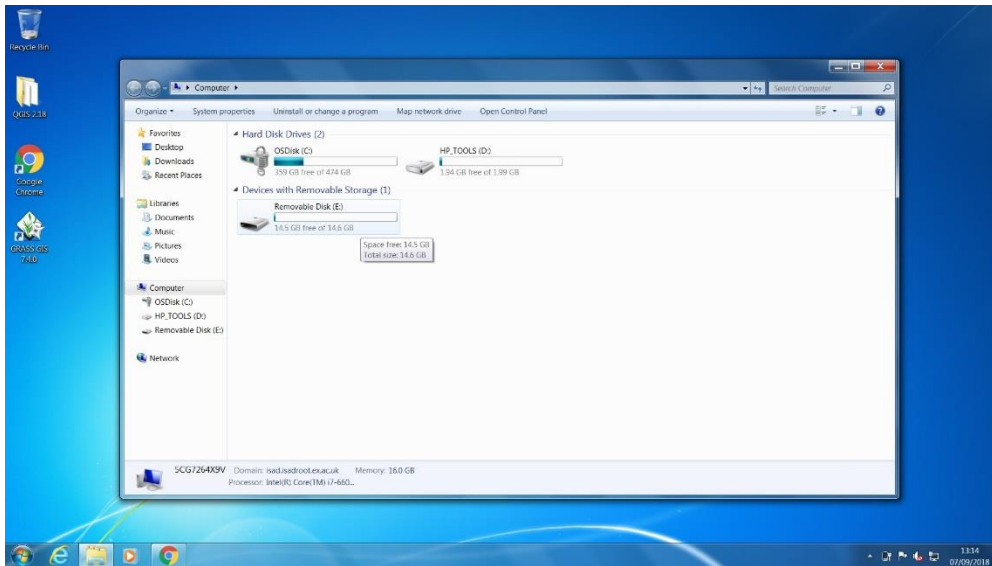 Recycle Bin
QGIS 2.18
Google
Chrome
GRASS GIS
7.4.0
Computer
Search Computer
Organize
System properties
Uninstall or change a program
Map network drive
Open Control Panel
Favorites
Desktop
Downloads
Recent Places
Libraries
Documents
Music
Pictures
Videos
Computer
OSDisk (C:)
HP_TOOLS (D:)
Removable Disk (E:)
Network
Hard Disk Drives (2)
OSDisk (C:)
359 GB free of 474 GB
HP_TOOLS (D:)
1.94 GB free of 1.99 GB
Devices with Removable Storage (1)
Removable Disk (E:)
14.5 GB free of 14.6 GB
Space free: 14.5 GB
Total size: 14.6 GB
5CG7264X9V
Domain: isad.isadroot.ex.ac.uk
Memory: 16.0 GB
Processor: Intel(R) Core(TM) i7-660...
13:14
07/09/2018